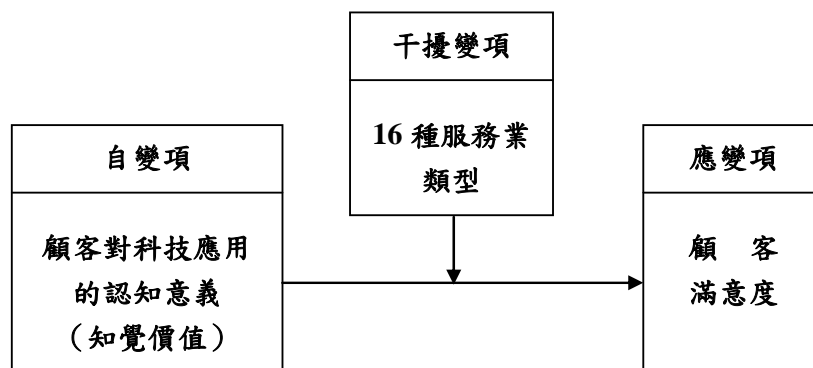 干擾變項
16 種服務業
類型
自變項
顧客對科技應用
的認知意義
（知覺價值）
應變項
顧　客
滿意度